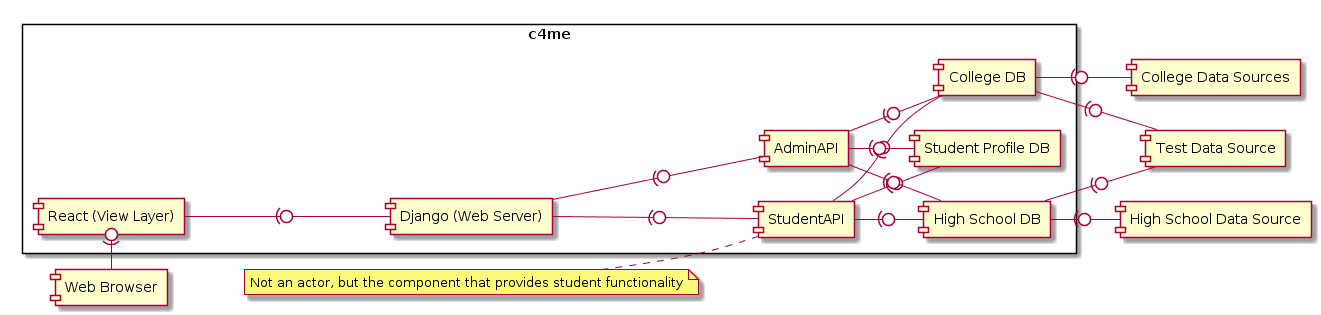 c4me
College DB
College Data Sources
AdminAPI
Student Profile DB
Test Data Source
React (View Layer)
Django (Web Server)
StudentAPI
High School DB
High School Data Source
Web Browser
Not an actor, but the component that provides student functionality